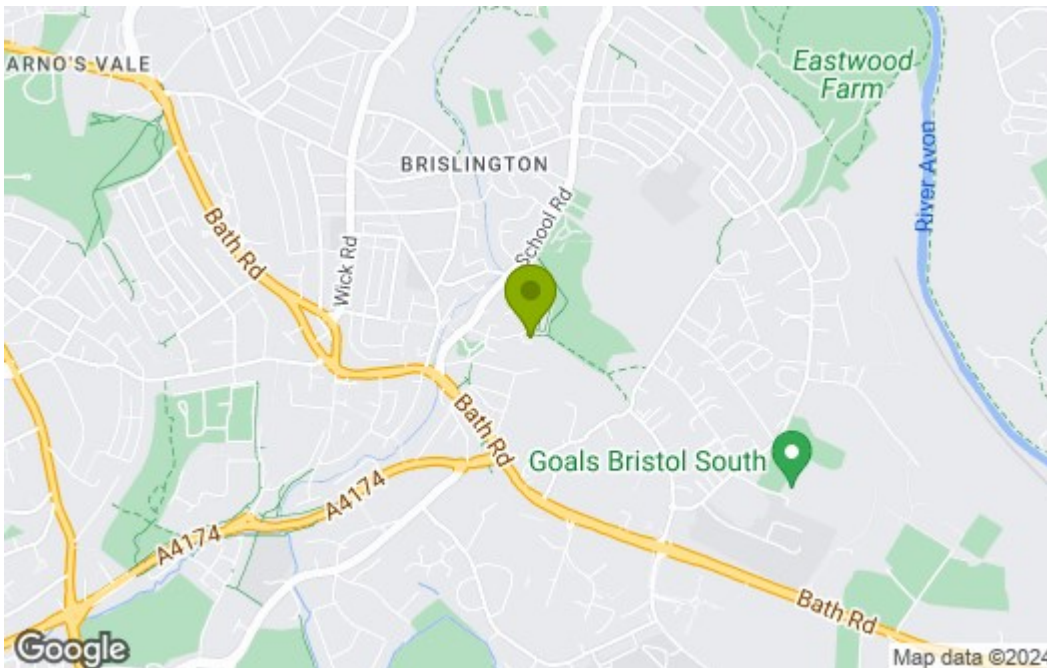 ARNO'S VALE
Eastwood
Farm
BRISLINGTON
River Avon
School Rd
Bath Rd
Wick Rd
Bath Rd
Goals Bristol South
A4174
A4174
Bath Rd
Google
Map data ©2024